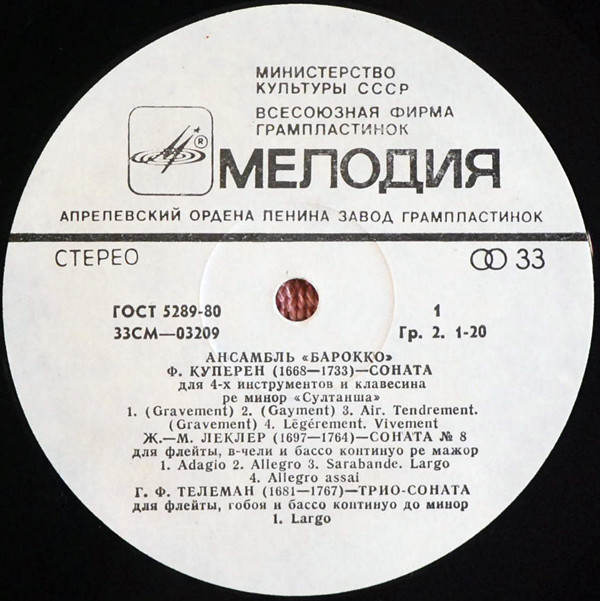 МИНИСТЕРСТВО
КУЛЬТУРЫ СССР
ВСЕСОЮЗНАЯ ФИРМА
ГРАМПЛАСТИНОК
®
МЕЛОДИЯ
АПРЕЛЕВСКИЙ ОРДЕНА ЛЕНИНА ЗАВОД ГРАМПЛАСТИНОК
СТЕРЕО
33
ГОСТ 5289-80
1
33СМ—03209
Гр. 2. 1-20
АНСАМБЛЬ «БАРОККО»
Ф. КУПЕРЕН (1668—1733)—СОНАТА
для 4-х инструментов и клавесина
ре минор «Султанша»
1. (Gravement) 2. (Gayment) 3. Air. Tendrement.
(Gravement) 4. Lëgérement. Vivement
Ж.—М. ЛЕКЛЕР (1697—1764)—СОНАТА № 8
для флейты, в-чели и бассо континуо ре мажор
1. Adagio 2. Allegro 3. Sarabande. Largo
4. Allegro assai
Г. Ф. ТЕЛЕМАН (1681—1767)—ТРИО-СОНАТА
для флейты, гобоя и бассо континуо до минор
1. Largo